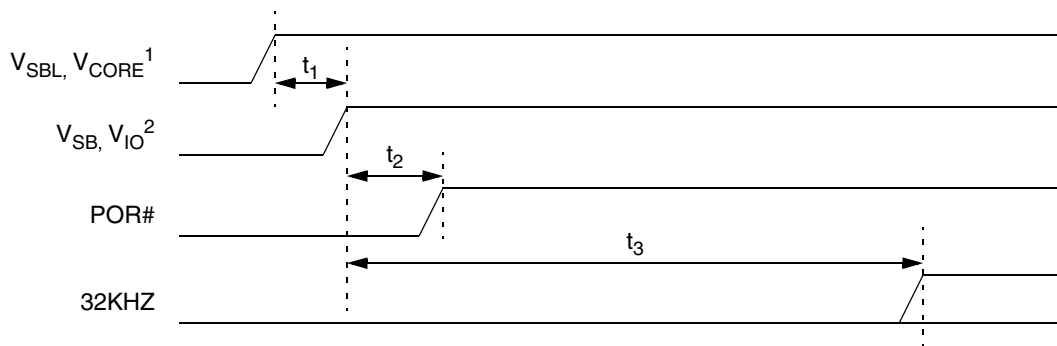 V_SBL, V_CORE^1
t_1
V_SB, V_IO^2
t_2
POR#
t_3
32KHZ